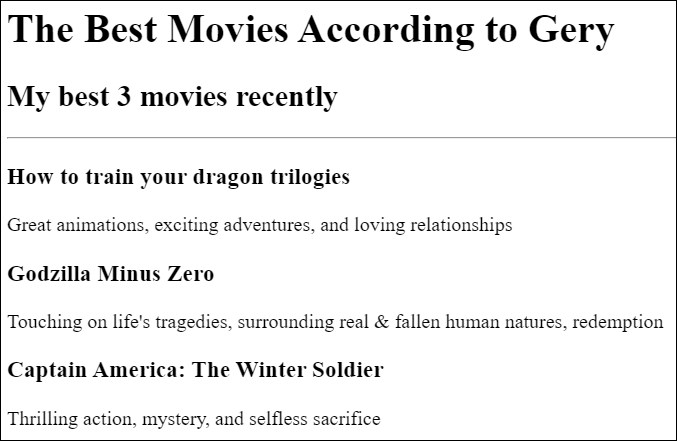 The Best Movies According to Gery
My best 3 movies recently
How to train your dragon trilogies
Great animations, exciting adventures, and loving relationships
Godzilla Minus Zero
Touching on life's tragedies, surrounding real & fallen human natures, redemption
Captain America: The Winter Soldier
Thrilling action, mystery, and selfless sacrifice